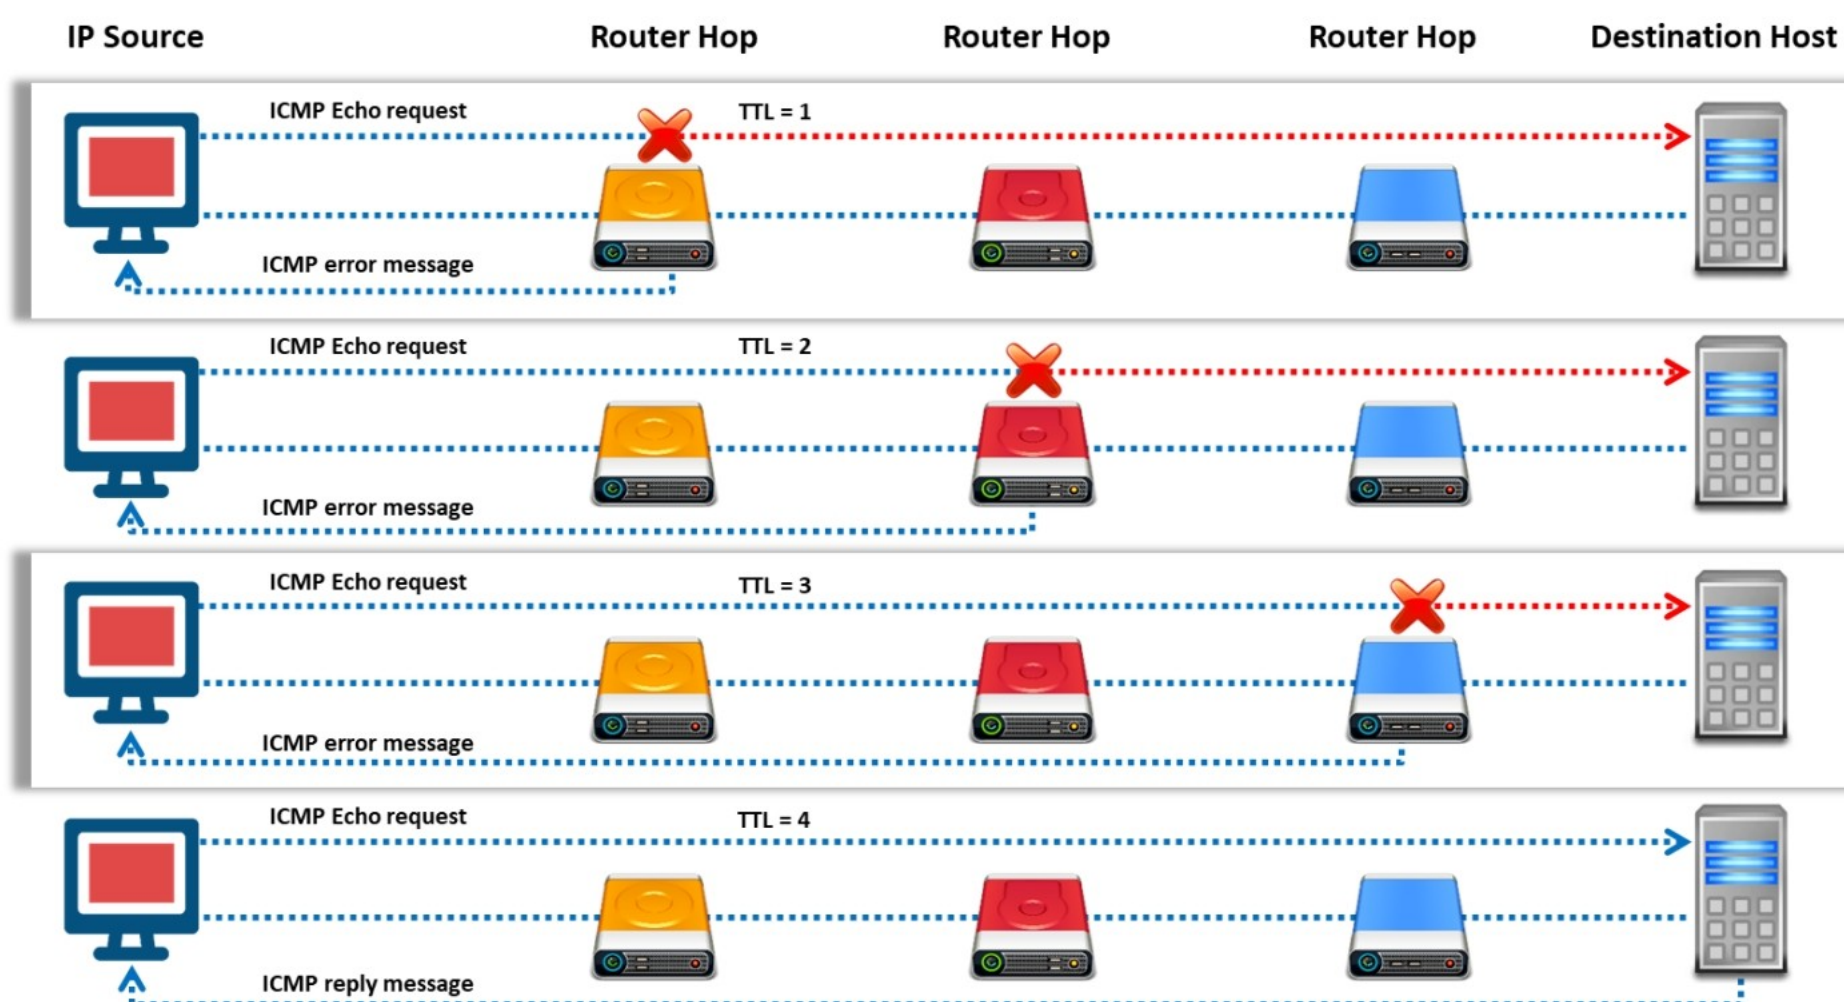 IP Source Router Hop Router Hop Router Hop Destination Host
ICMP Echo request TTL = 1
ICMP error message
ICMP Echo request TTL = 2
ICMP error message
ICMP Echo request TTL = 3
ICMP error message
ICMP Echo request TTL = 4
ICMP reply message